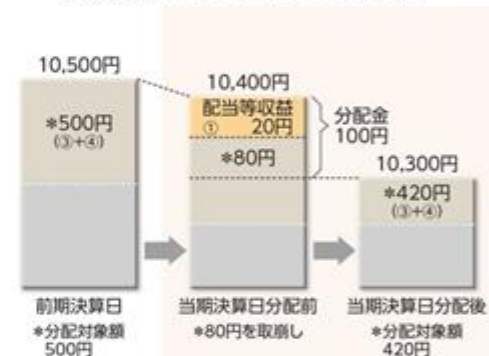 10,500円
*500円
(③+④)
10,400円
配当等収益
① 20円
*80円
分配金
100円
10,300円
*420円
(③+④)
前期決算日
*分配対象額
500円
当期決算日分配前
*80円を取崩し
当期決算日分配後
*分配対象額
420円